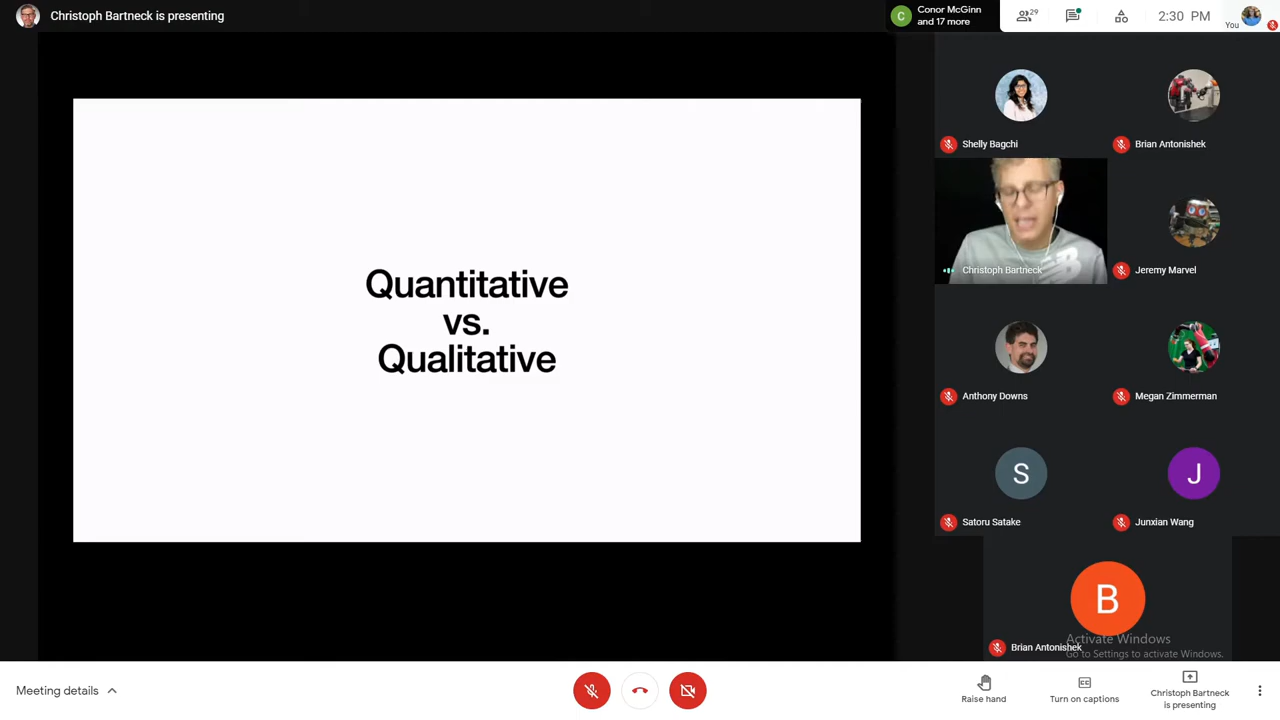 Christoph Bartneck is presenting
C
Conor McGinn
and 17 more
29
2:30 PM
You
Quantitative
vs.
Qualitative
Shelly Bagchi
Brian Antonishek
Christoph Bartneck
Jeremy Marvel
Anthony Downs
Megan Zimmerman
S
J
Satoru Satake
Junxian Wang
B
Brian Antonishek
Activate Windows
Go to Settings to activate Windows.
Meeting details
Raise hand
Turn on captions
Christoph Bartneck
is presenting